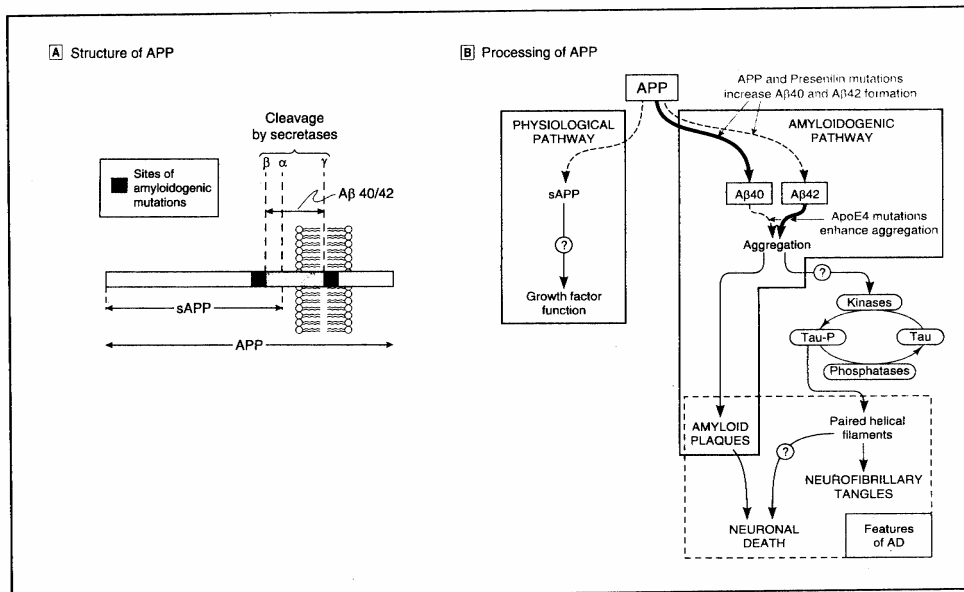 A Structure of APP
Cleavage
by secretases
β α γ
Sites of
amyloidogenic
mutations
Aβ 40/42
sAPP
APP
B Processing of APP
APP
APP and Presenilin mutations
increase Aβ40 and Aβ42 formation
PHYSIOLOGICAL
PATHWAY
AMYLOIDOGENIC
PATHWAY
sAPP
?
Growth factor
function
Aβ40
Aβ42
ApoE4 mutations
enhance aggregation
Aggregation
?
Kinases
Tau-P
Tau
Phosphatases
AMYLOID
PLAQUES
Paired helical
filaments
?
NEUROFIBRILLARY
TANGLES
NEURONAL
DEATH
Features
of AD